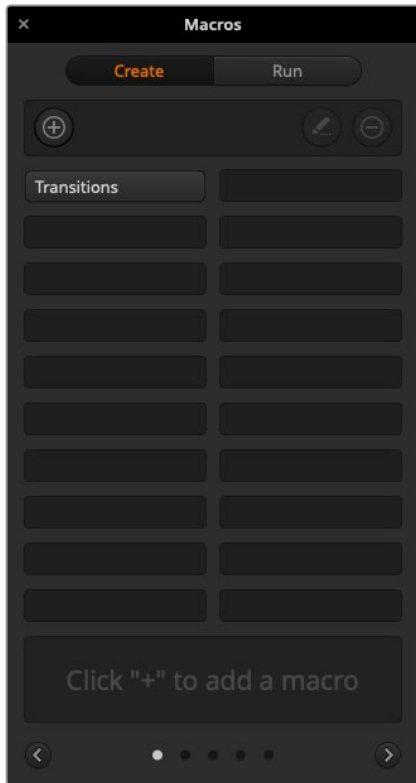 Macros
Create
Run
Transitions
Click "+" to add a macro